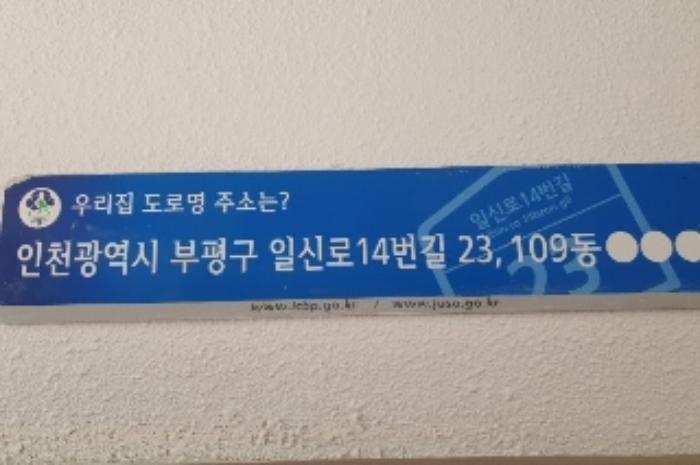 우리집 도로명 주소는?
일신로14번길
23
인천광역시 부평구 일신로14번길 23, 109동
www.icbp.go.kr / www.juso.go.kr